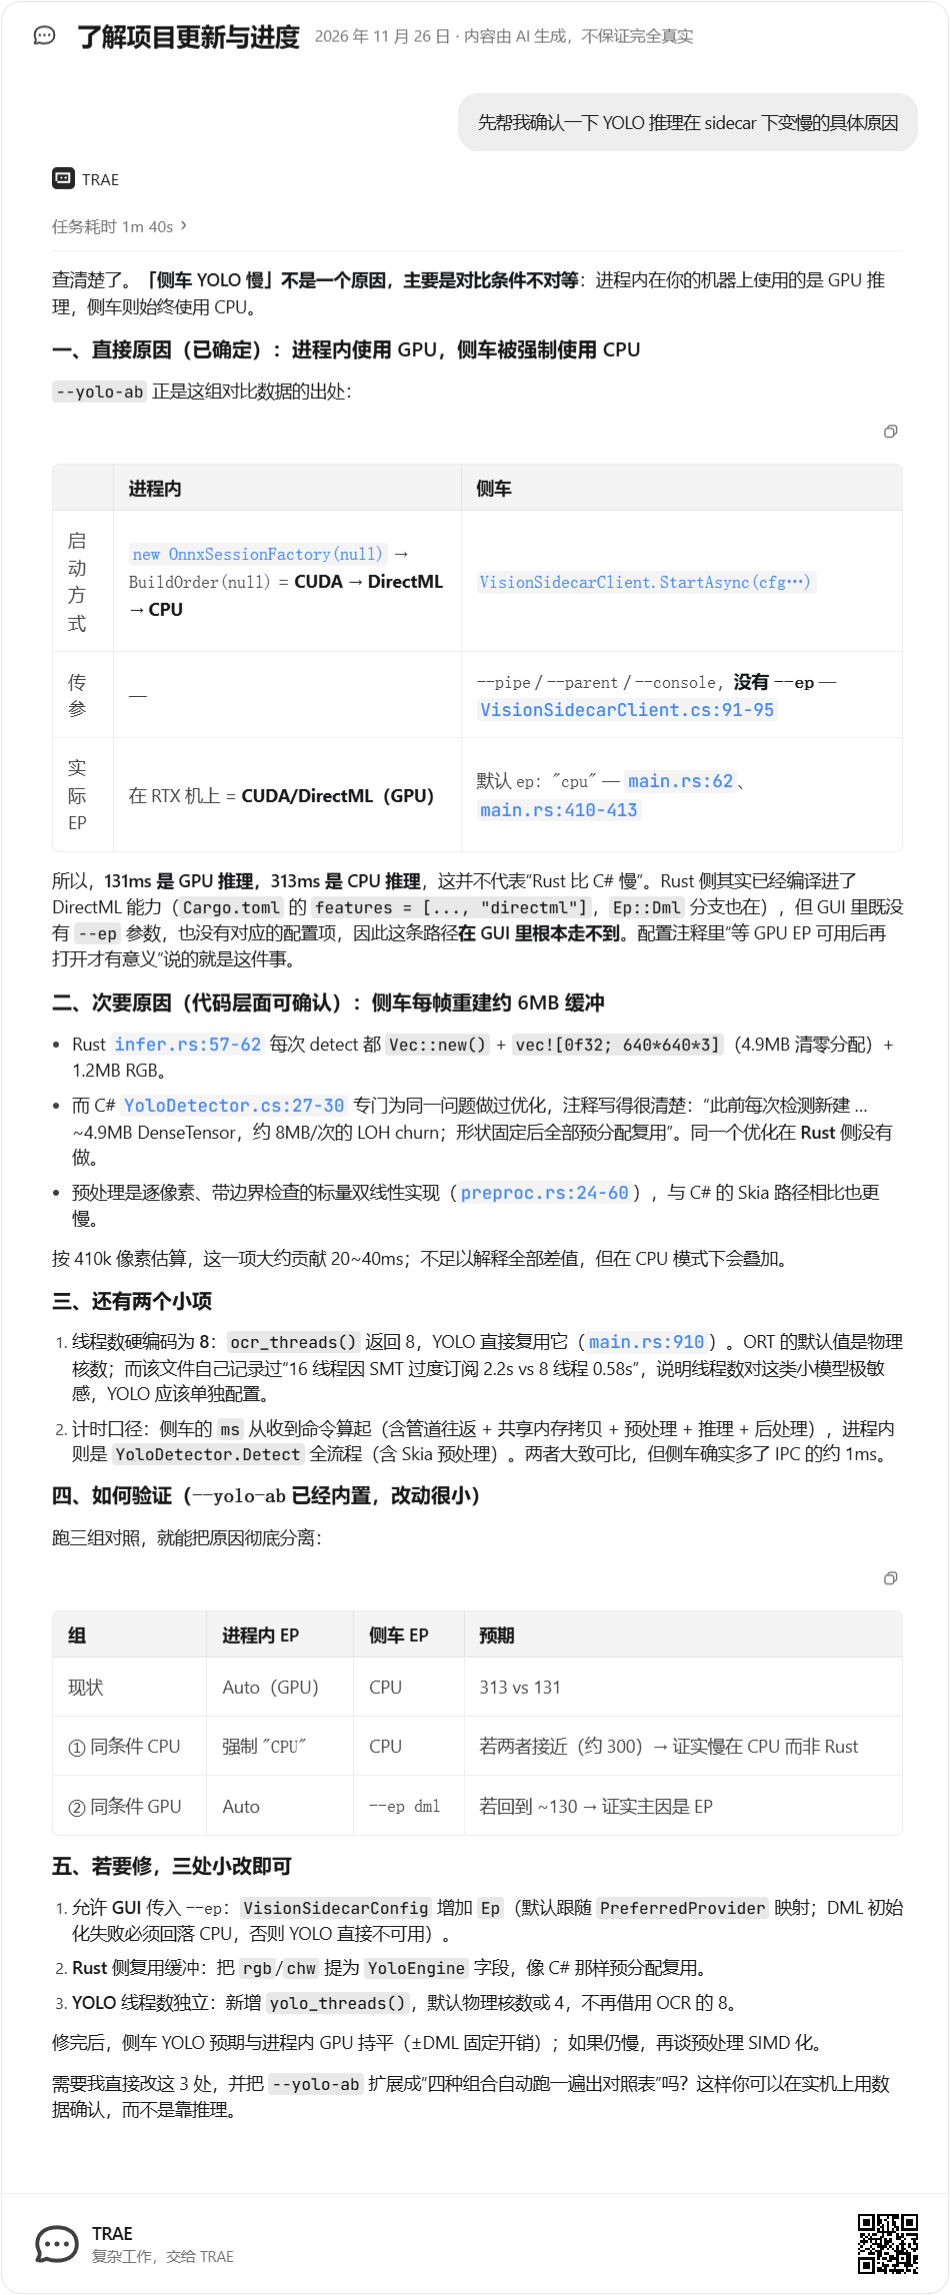 了解项目更新与进度 2026 年 11 月 26 日 · 内容由 AI 生成，不保证完全真实
先帮我确认一下 YOLO 推理在 sidecar 下变慢的具体原因
TRAE
任务耗时 1m 40s >
查清楚了。「侧车 YOLO 慢」不是一个原因，主要是对比条件不对等：进程内在你的机器上使用的是 GPU 推
理，侧车则始终使用 CPU。
一、直接原因（已确定）：进程内使用 GPU，侧车被强制使用 CPU
--yolo-ab 正是这组对比数据的出处：
进程内 侧车
启
动
方
式
new OnnxSessionFactory(null) →
BuildOrder(null) = CUDA → DirectML
→ CPU
VisionSidecarClient.StartAsync(cfg…)
传
参
—
--pipe / --parent / --console，没有 --ep —
VisionSidecarClient.cs:91-95
实
际
EP
在 RTX 机上 = CUDA/DirectML（GPU）
默认 ep: "cpu" — main.rs:62、
main.rs:410-413
所以，131ms 是 GPU 推理，313ms 是 CPU 推理，这并不代表“Rust 比 C# 慢”。Rust 侧其实已经编译进了
DirectML 能力（Cargo.toml 的 features = [..., "directml"]，Ep::Dml 分支也在），但 GUI 里既没
有 --ep 参数，也没有对应的配置项，因此这条路径在 GUI 里根本走不到。配置注释里“等 GPU EP 可用后再
打开才有意义”说的就是这件事。
二、次要原因（代码层面可确认）：侧车每帧重建约 6MB 缓冲
• Rust infer.rs:57-62 每次 detect 都 Vec::new() + vec![0f32; 640*640*3]（4.9MB 清零分配）+
1.2MB RGB。
• 而 C# YoloDetector.cs:27-30 专门为同一问题做过优化，注释写得很清楚：“此前每次检测新建 ...
~4.9MB DenseTensor，约 8MB/次的 LOH churn；形状固定后全部预分配复用”。同一个优化在 Rust 侧没有
做。
• 预处理是逐像素、带边界检查的标量双线性实现（preproc.rs:24-60），与 C# 的 Skia 路径相比也更
慢。
按 410k 像素估算，这一项大约贡献 20~40ms；不足以解释全部差值，但在 CPU 模式下会叠加。
三、还有两个小项
1. 线程数硬编码为 8：ocr_threads() 返回 8，YOLO 直接复用它（main.rs:910）。ORT 的默认值是物理
核数；而该文件自己记录过“16 线程因 SMT 过度订阅 2.2s vs 8 线程 0.58s”，说明线程数对这类小模型极敏
感，YOLO 应该单独配置。
2. 计时口径：侧车的 ms 从收到命令算起（含管道往返 + 共享内存拷贝 + 预处理 + 推理 + 后处理），进程内
则是 YoloDetector.Detect 全流程（含 Skia 预处理）。两者大致可比，但侧车确实多了 IPC 的约 1ms。
四、如何验证（--yolo-ab 已经内置，改动很小）
跑三组对照，就能把原因彻底分离：
组 进程内 EP 侧车 EP 预期
现状 Auto（GPU） CPU 313 vs 131
① 同条件 CPU 强制 "CPU" CPU 若两者接近（约 300）→ 证实慢在 CPU 而非 Rust
② 同条件 GPU Auto --ep dml 若回到 ~130 → 证实主因是 EP
五、若要修，三处小改即可
1. 允许 GUI 传入 --ep：VisionSidecarConfig 增加 Ep（默认跟随 PreferredProvider 映射；DML 初始
化失败必须回落 CPU，否则 YOLO 直接不可用）。
2. Rust 侧复用缓冲：把 rgb/chw 提为 YoloEngine 字段，像 C# 那样预分配复用。
3. YOLO 线程数独立：新增 yolo_threads()，默认物理核数或 4，不再借用 OCR 的 8。
修完后，侧车 YOLO 预期与进程内 GPU 持平（±DML 固定开销）；如果仍慢，再谈预处理 SIMD 化。
需要我直接改这 3 处，并把 --yolo-ab 扩展成“四种组合自动跑一遍出对照表”吗？这样你可以在实机上用数
据确认，而不是靠推理。
TRAE
复杂工作，交给 TRAE